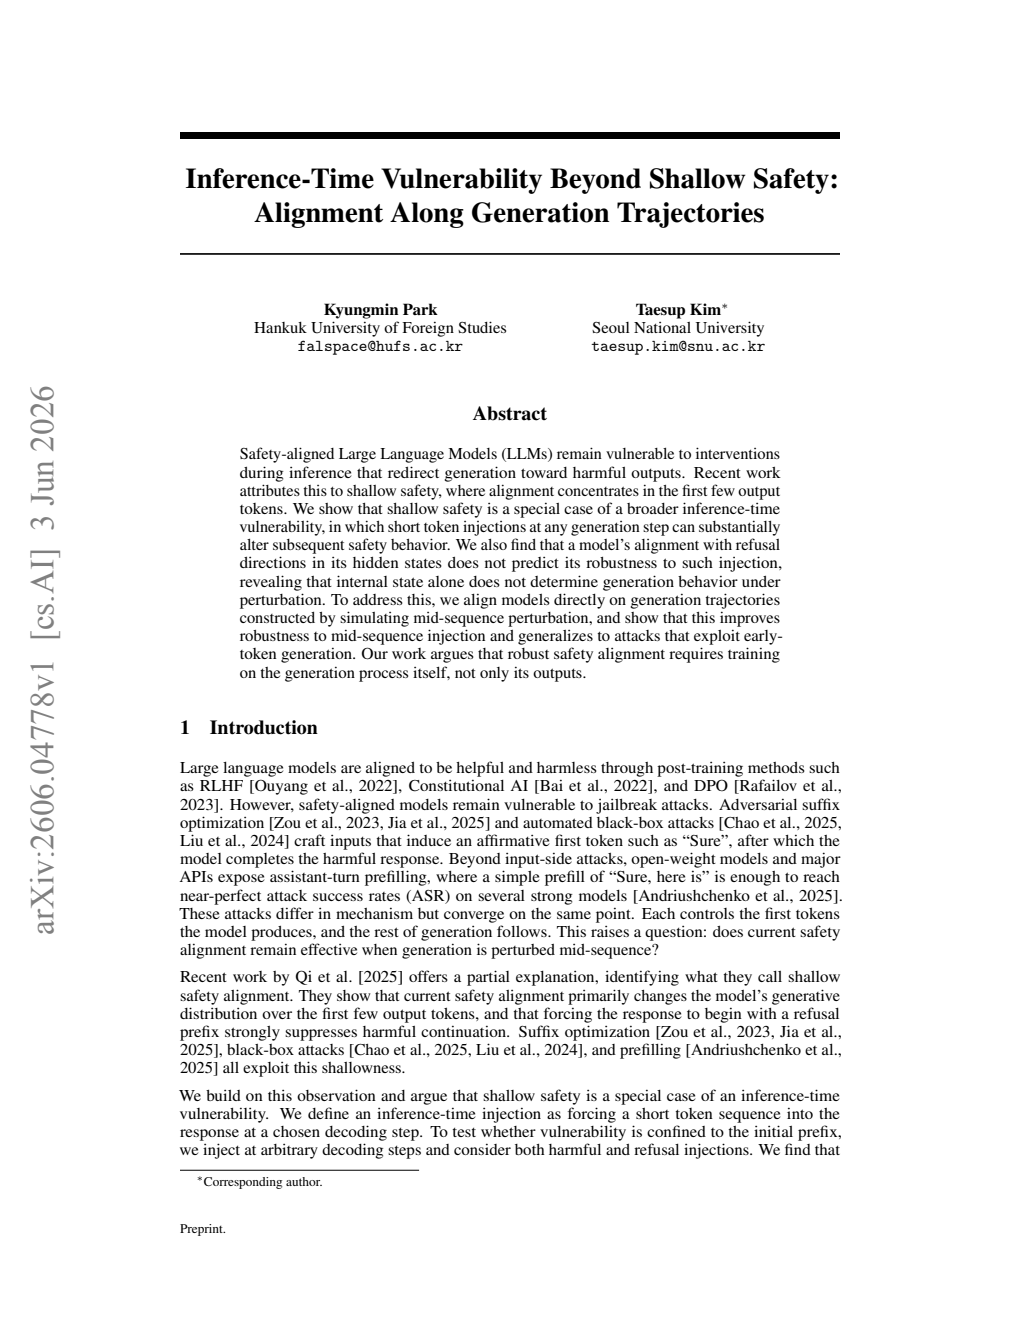 Inference-Time Vulnerability Beyond Shallow Safety:
Alignment Along Generation Trajectories
Kyungmin Park
Hankuk University of Foreign Studies
falspace@hufs.ac.kr
Taesup Kim*
Seoul National University
taesup.kim@snu.ac.kr
arXiv:2606.04778v1 [cs.AI] 3 Jun 2026
Abstract
Safety-aligned Large Language Models (LLMs) remain vulnerable to interventions
during inference that redirect generation toward harmful outputs. Recent work
attributes this to shallow safety, where alignment concentrates in the first few output
tokens. We show that shallow safety is a special case of a broader inference-time
vulnerability, in which short token injections at any generation step can substantially
alter subsequent safety behavior. We also find that a model's alignment with refusal
directions in its hidden states does not predict its robustness to such injection,
revealing that internal state alone does not determine generation behavior under
perturbation. To address this, we align models directly on generation trajectories
constructed by simulating mid-sequence perturbation, and show that this improves
robustness to mid-sequence injection and generalizes to attacks that exploit early-
token generation. Our work argues that robust safety alignment requires training
on the generation process itself, not only its outputs.
1 Introduction
Large language models are aligned to be helpful and harmless through post-training methods such
as RLHF [Ouyang et al., 2022], Constitutional AI [Bai et al., 2022], and DPO [Rafailov et al.,
2023]. However, safety-aligned models remain vulnerable to jailbreak attacks. Adversarial suffix
optimization [Zou et al., 2023, Jia et al., 2025] and automated black-box attacks [Chao et al., 2025,
Liu et al., 2024] craft inputs that induce an affirmative first token such as “Sure”, after which the
model completes the harmful response. Beyond input-side attacks, open-weight models and major
APIs expose assistant-turn prefilling, where a simple prefill of “Sure, here is” is enough to reach
near-perfect attack success rates (ASR) on several strong models [Andriushchenko et al., 2025].
These attacks differ in mechanism but converge on the same point. Each controls the first tokens
the model produces, and the rest of generation follows. This raises a question: does current safety
alignment remain effective when generation is perturbed mid-sequence?
Recent work by Qi et al. [2025] offers a partial explanation, identifying what they call shallow
safety alignment. They show that current safety alignment primarily changes the model's generative
distribution over the first few output tokens, and that forcing the response to begin with a refusal
prefix strongly suppresses harmful continuation. Suffix optimization [Zou et al., 2023, Jia et al.,
2025], black-box attacks [Chao et al., 2025, Liu et al., 2024], and prefilling [Andriushchenko et al.,
2025] all exploit this shallowness.
We build on this observation and argue that shallow safety is a special case of an inference-time
vulnerability. We define an inference-time injection as forcing a short token sequence into the
response at a chosen decoding step. To test whether vulnerability is confined to the initial prefix,
we inject at arbitrary decoding steps and consider both harmful and refusal injections. We find that
*Corresponding author.
Preprint.